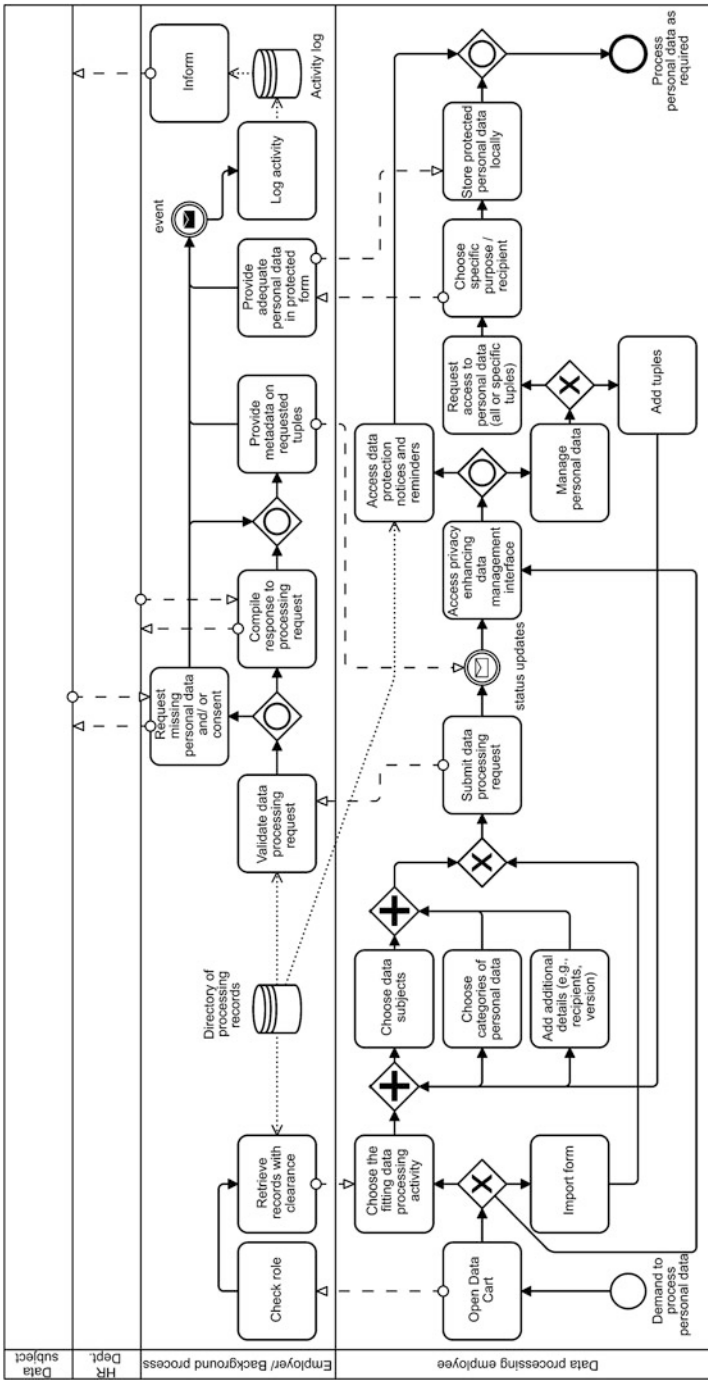 Data
subject
HR
Dept.
Employer/ Background process
Check role
Retrieve
records with
clearance
Directory of
processing
records
Validate data
processing
request
Request
missing
personal data
and/ or
consent
Compile
response to
processing
request
Provide
metadata on
requested
tuples
Provide
adequate
personal data
in protected
form
event
Log activity
Activity log
Inform
Data processing employee
Demand to
process
personal data
Open Data
Cart
Choose the
fitting data
processing
activity
Import form
Choose data
subjects
Choose
categories of
personal data
Add additional
details (e.g.,
recipients,
version)
Submit data
processing
request
status updates
Access privacy
enhancing
data
management
interface
Access data
protection
notices and
reminders
Manage
personal data
Request
access to
personal data
(all or specific
tuples)
Add tuples
Choose
specific
purpose /
recipient
Store protected
personal data
locally
Process
personal data as
required